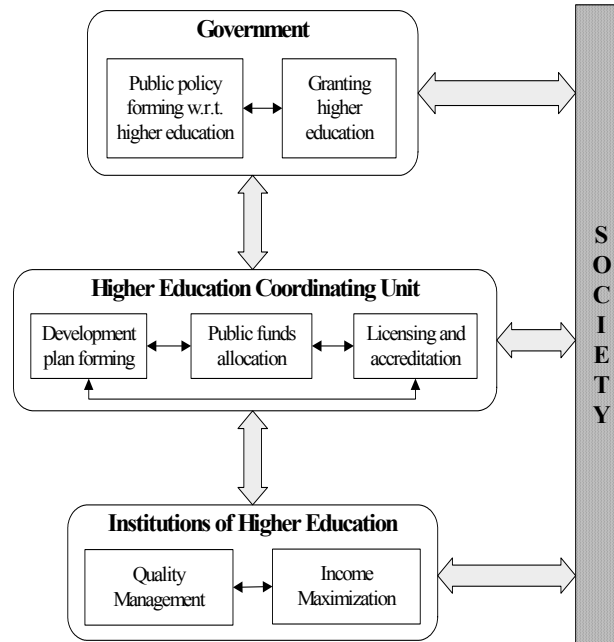 Government
Public policy
forming w.r.t.
higher education
Granting
higher
education
Higher Education Coordinating Unit
Development
plan forming
Public funds
allocation
Licensing and
accreditation
Institutions of Higher Education
Quality
Management
Income
Maximization
S
O
C
I
E
T
Y